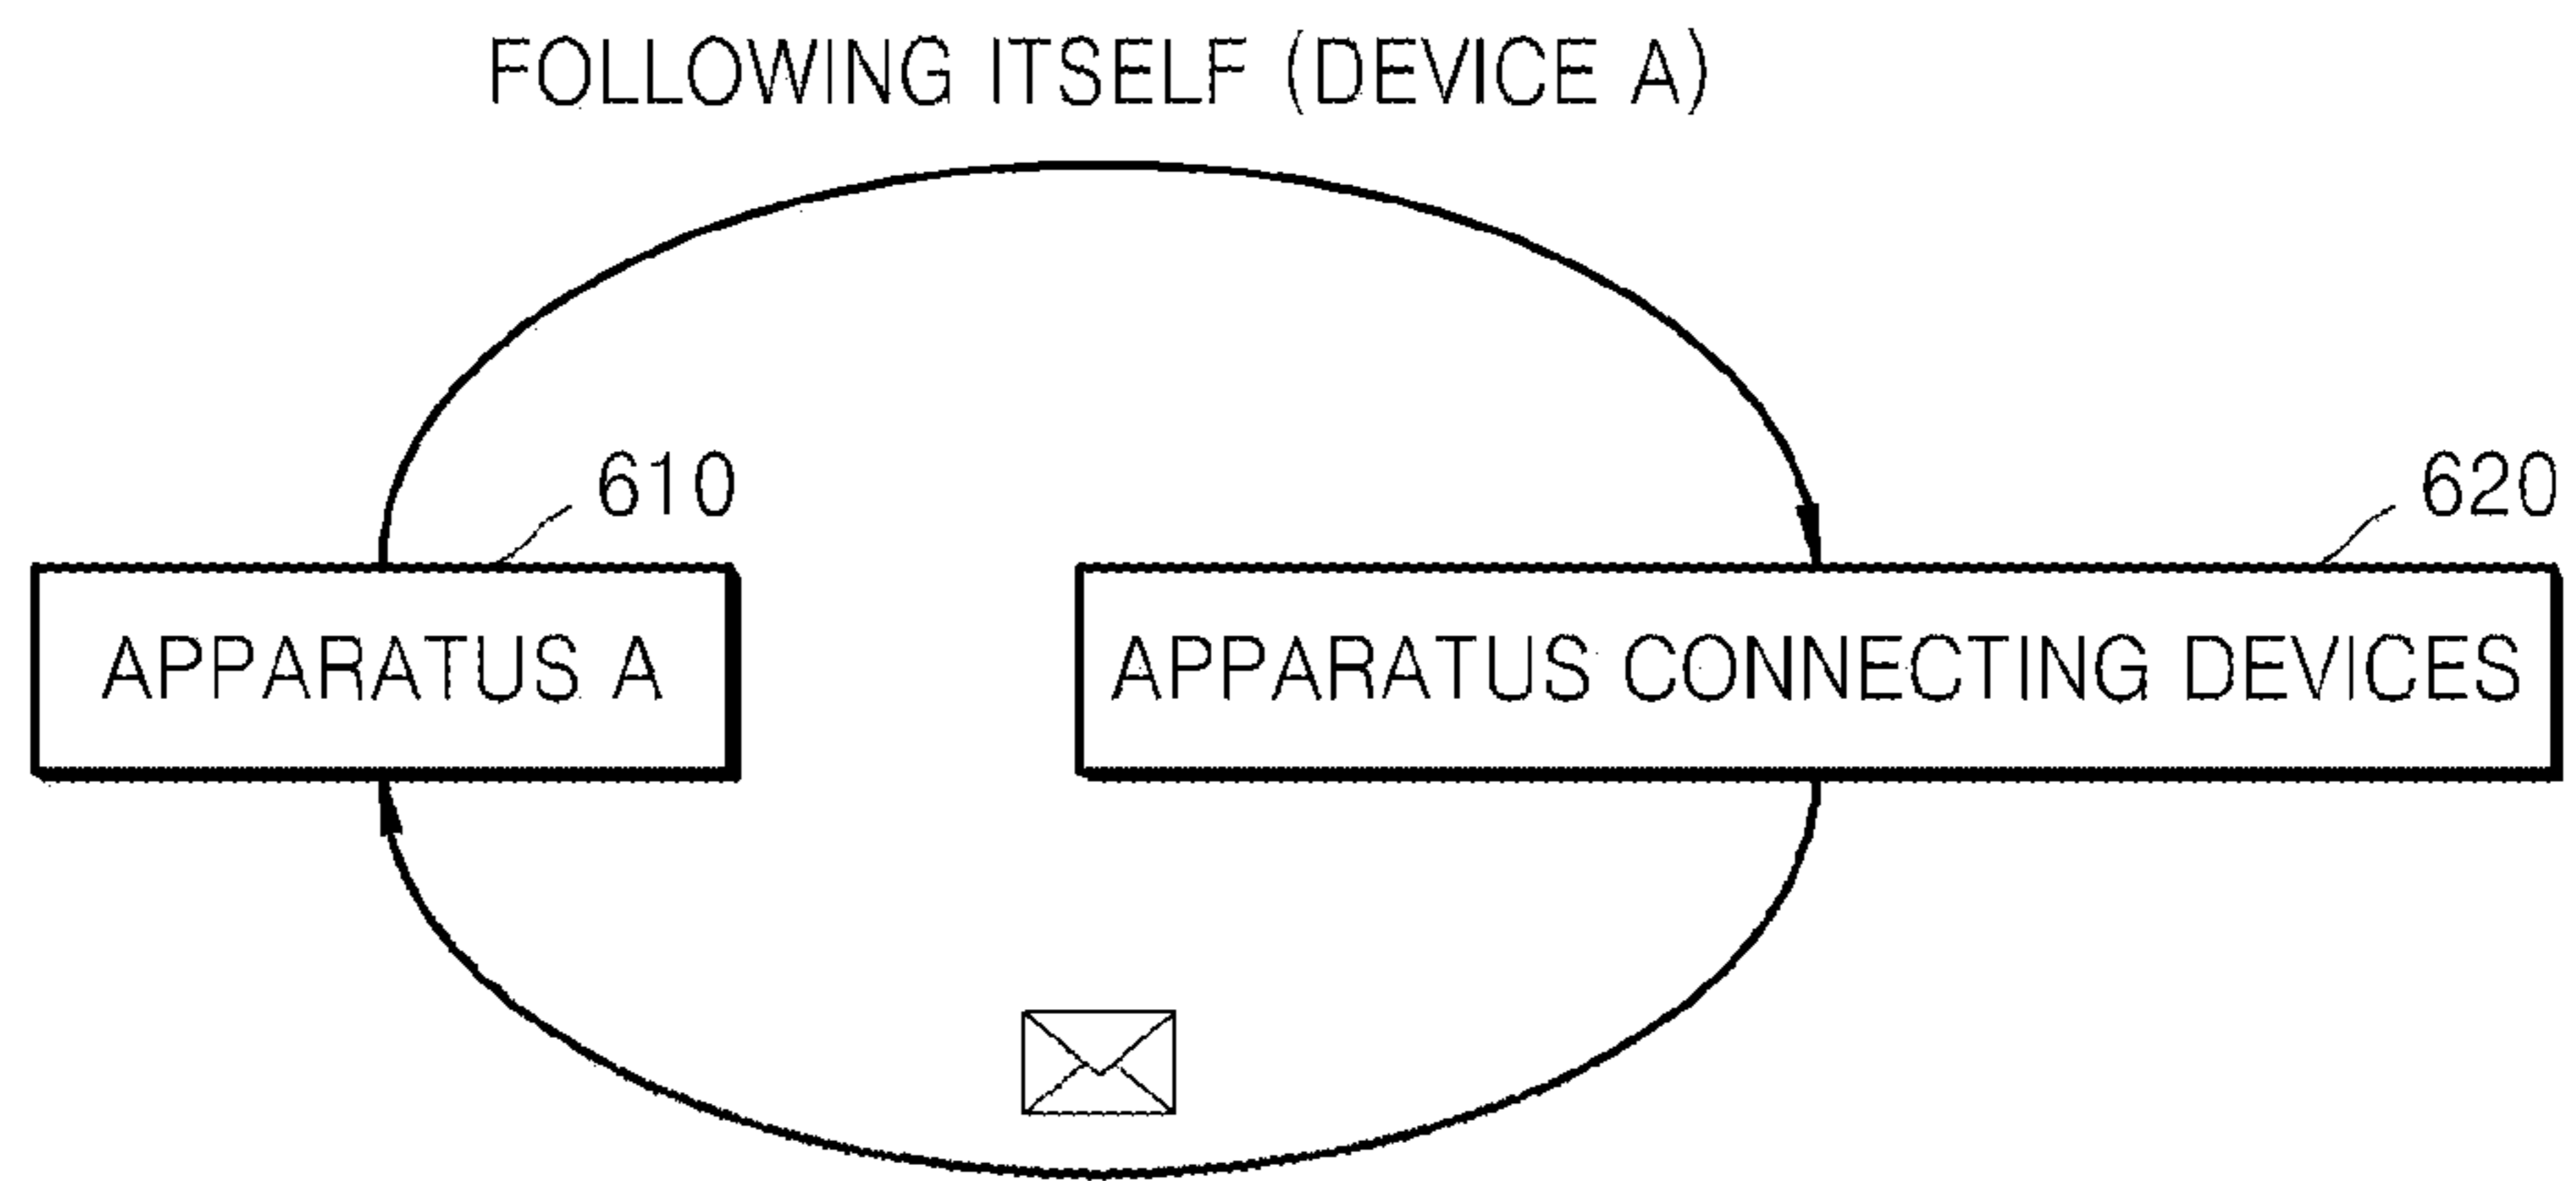 FOLLOWING ITSELF (DEVICE A)
610
620
APPARATUS A
APPARATUS CONNECTING DEVICES